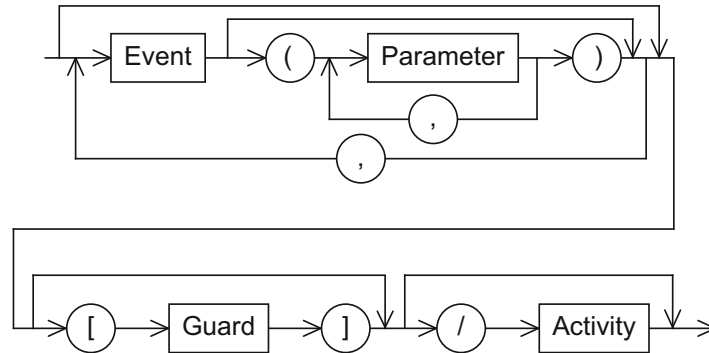 Event ( Parameter )
,
,
[ Guard ] / Activity